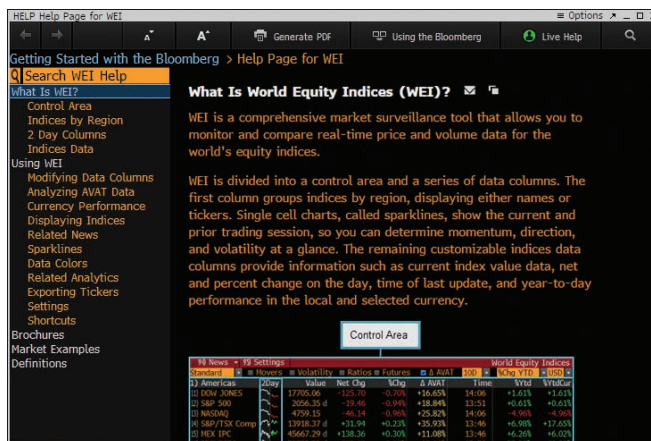 HELP Help Page for WEI
Options
Generate PDF
Using the Bloomberg
Live Help
Getting Started with the Bloomberg > Help Page for WEI
Search WEI Help
What Is WEI?
Control Area
Indices by Region
2 Day Columns
Indices Data
Using WEI
Modifying Data Columns
Analyzing AVAT Data
Currency Performance
Displaying Indices
Related News
Sparklines
Data Colors
Related Analytics
Exporting Tickers
Settings
Shortcuts
Brochures
Market Examples
Definitions
What Is World Equity Indices (WEI)?
WEI is a comprehensive market surveillance tool that allows you to
monitor and compare real-time price and volume data for the
world's equity indices.
WEI is divided into a control area and a series of data columns. The
first column groups indices by region, displaying either names or
tickers. Single cell charts, called sparklines, show the current and
prior trading session, so you can determine momentum, direction,
and volatility at a glance. The remaining customizable indices data
columns provide information such as current index value data, net
and percent change on the day, time of last update, and year-to-day
performance in the local and selected currency.
Control Area
News Settings World Equity Indices
Standard Movers Volatility Ratios Futures Δ AVAT 10D %Chg YTD USD
1) Americas 2Day Value Net Chg %Chg Δ AVAT Time %Ytd %YtdCur
11) DOW JONES 17705.06 -125.70 -0.70% +16.65% 14:06 +1.61% +1.61%
12) S&P 500 2056.35 d -19.46 -0.94% +18.84% 13:51 +0.61% +0.61%
13) NASDAQ 4759.15 -46.14 -0.96% +25.82% 14:06 -4.96% -4.96%
14) S&P/TSX Comp 13918.37 d +31.94 +0.23% +35.93% 13:46 +6.98% +17.65%
15) MEX IPC 45667.29 d +138.36 +0.30% +11.08% 13:46 +6.26% +6.02%